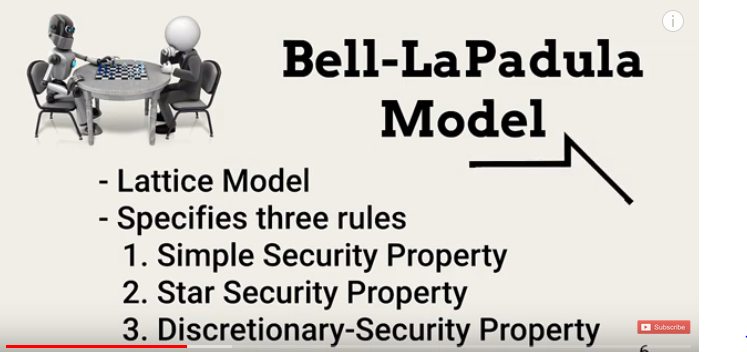 Bell-LaPadula
Model
- Lattice Model
- Specifies three rules
1. Simple Security Property
2. Star Security Property
3. Discretionary-Security Property
Subscribe